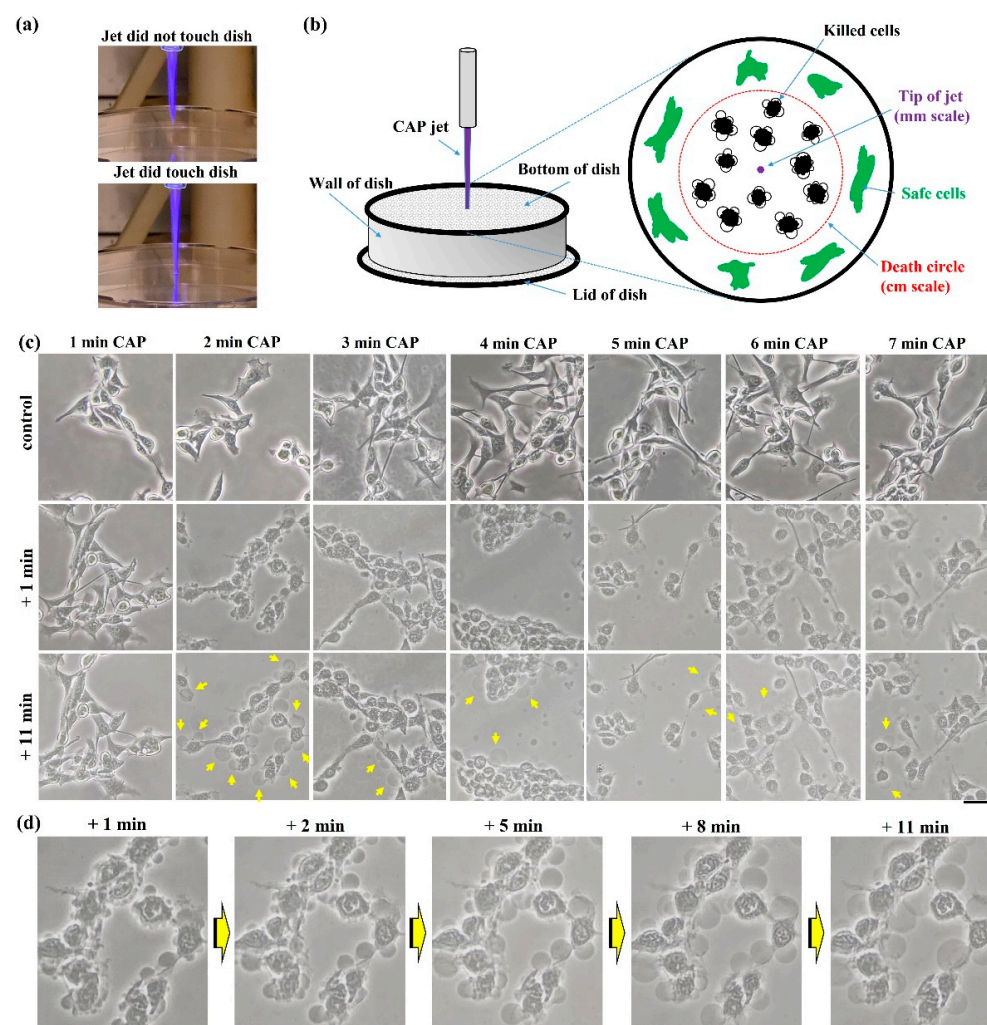 (a)
Jet did not touch dish
Jet did touch dish
(b)
CAP jet
Wall of dish
Bottom of dish
Lid of dish
Killed cells
Tip of jet
(mm scale)
Safe cells
Death circle
(cm scale)
(c)
1 min CAP 2 min CAP 3 min CAP 4 min CAP 5 min CAP 6 min CAP 7 min CAP
control
+ 1 min
+ 11 min
(d)
+ 1 min + 2 min + 5 min + 8 min + 11 min